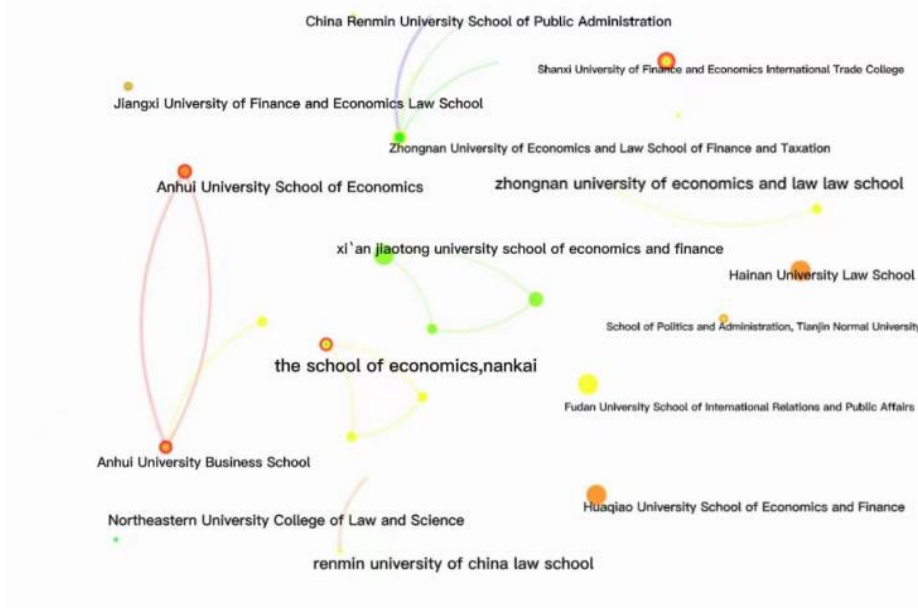 China Renmin University School of Public Administration
Shanxi University of Finance and Economics International Trade College
Jiangxi University of Finance and Economics Law School
Zhongnan University of Economics and Law School of Finance and Taxation
Anhui University School of Economics
zhongnan university of economics and law law school
xi`an jiaotong university school of economics and finance
Hainan University Law School
School of Politics and Administration, Tianjin Normal University
the school of economics,nankai
Fudan University School of International Relations and Public Affairs
Anhui University Business School
Huaqiao University School of Economics and Finance
Northeastern University College of Law and Science
renmin university of china law school